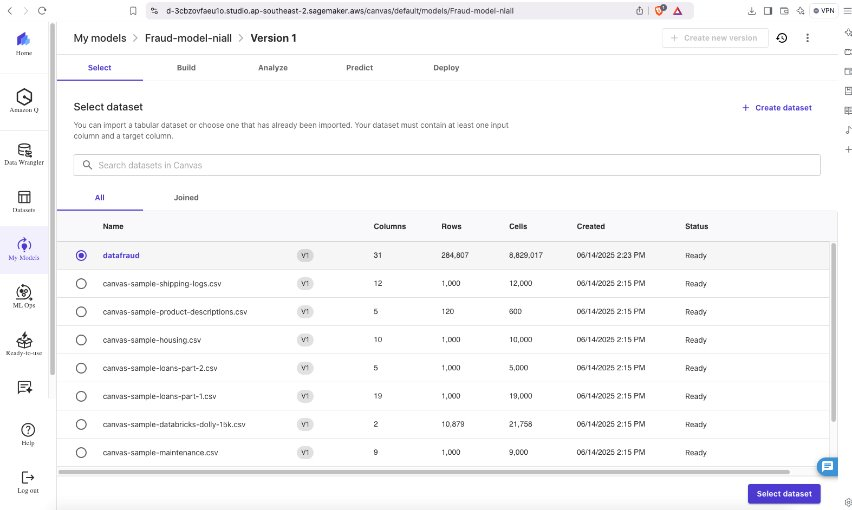 d-3cbzovfaeu1o.studio.ap-southeast-2.sagemaker.aws/canvas/default/models/Fraud-model-niall
VPN
Home
Amazon Q
Data Wrangler
Datasets
My Models
ML Ops
Ready-to-use
Help
Log out
My models > Fraud-model-niall > Version 1
+ Create new version
Select Build Analyze Predict Deploy
Select dataset
+ Create dataset
You can import a tabular dataset or choose one that has already been imported. Your dataset must contain at least one input
column and a target column.
Search datasets in Canvas
All Joined
Name Columns Rows Cells Created Status
datafraud V1 31 284,807 8,829,017 06/14/2025 2:23 PM Ready
canvas-sample-shipping-logs.csv V1 12 1,000 12,000 06/14/2025 2:15 PM Ready
canvas-sample-product-descriptions.csv V1 5 120 600 06/14/2025 2:15 PM Ready
canvas-sample-housing.csv V1 10 1,000 10,000 06/14/2025 2:15 PM Ready
canvas-sample-loans-part-2.csv V1 5 1,000 5,000 06/14/2025 2:15 PM Ready
canvas-sample-loans-part-1.csv V1 19 1,000 19,000 06/14/2025 2:15 PM Ready
canvas-sample-databricks-dolly-15k.csv V1 2 10,879 21,758 06/14/2025 2:15 PM Ready
canvas-sample-maintenance.csv V1 9 1,000 9,000 06/14/2025 2:15 PM Ready
Select dataset